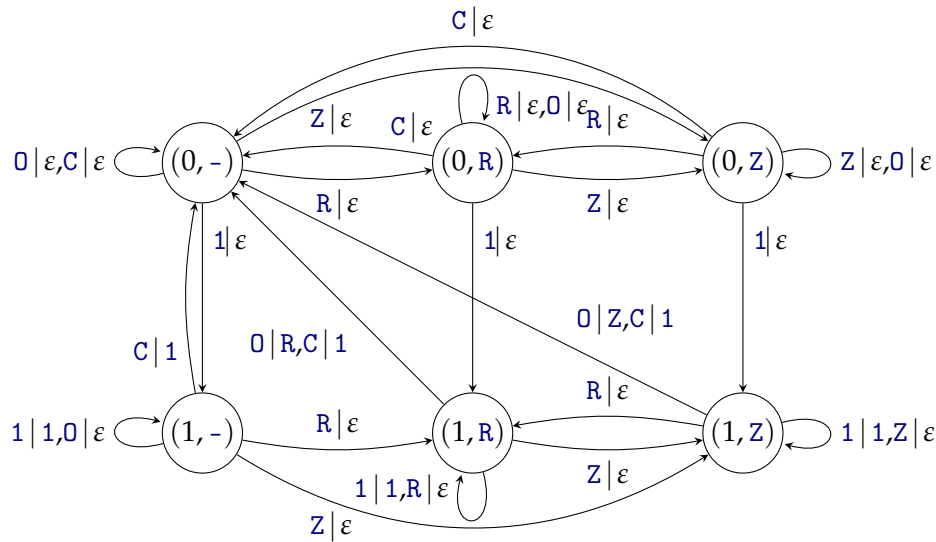 C|ε
Z|ε
C|ε
R|ε,O|ε
R|ε
O|ε,C|ε
(0,-)
(0,R)
(0,Z)
Z|ε,O|ε
R|ε
Z|ε
1|ε
1|ε
1|ε
O|Z,C|1
C|1
O|R,C|1
R|ε
1|1,O|ε
(1,-)
R|ε
(1,R)
(1,Z)
1|1,Z|ε
Z|ε
1|1,R|ε
Z|ε